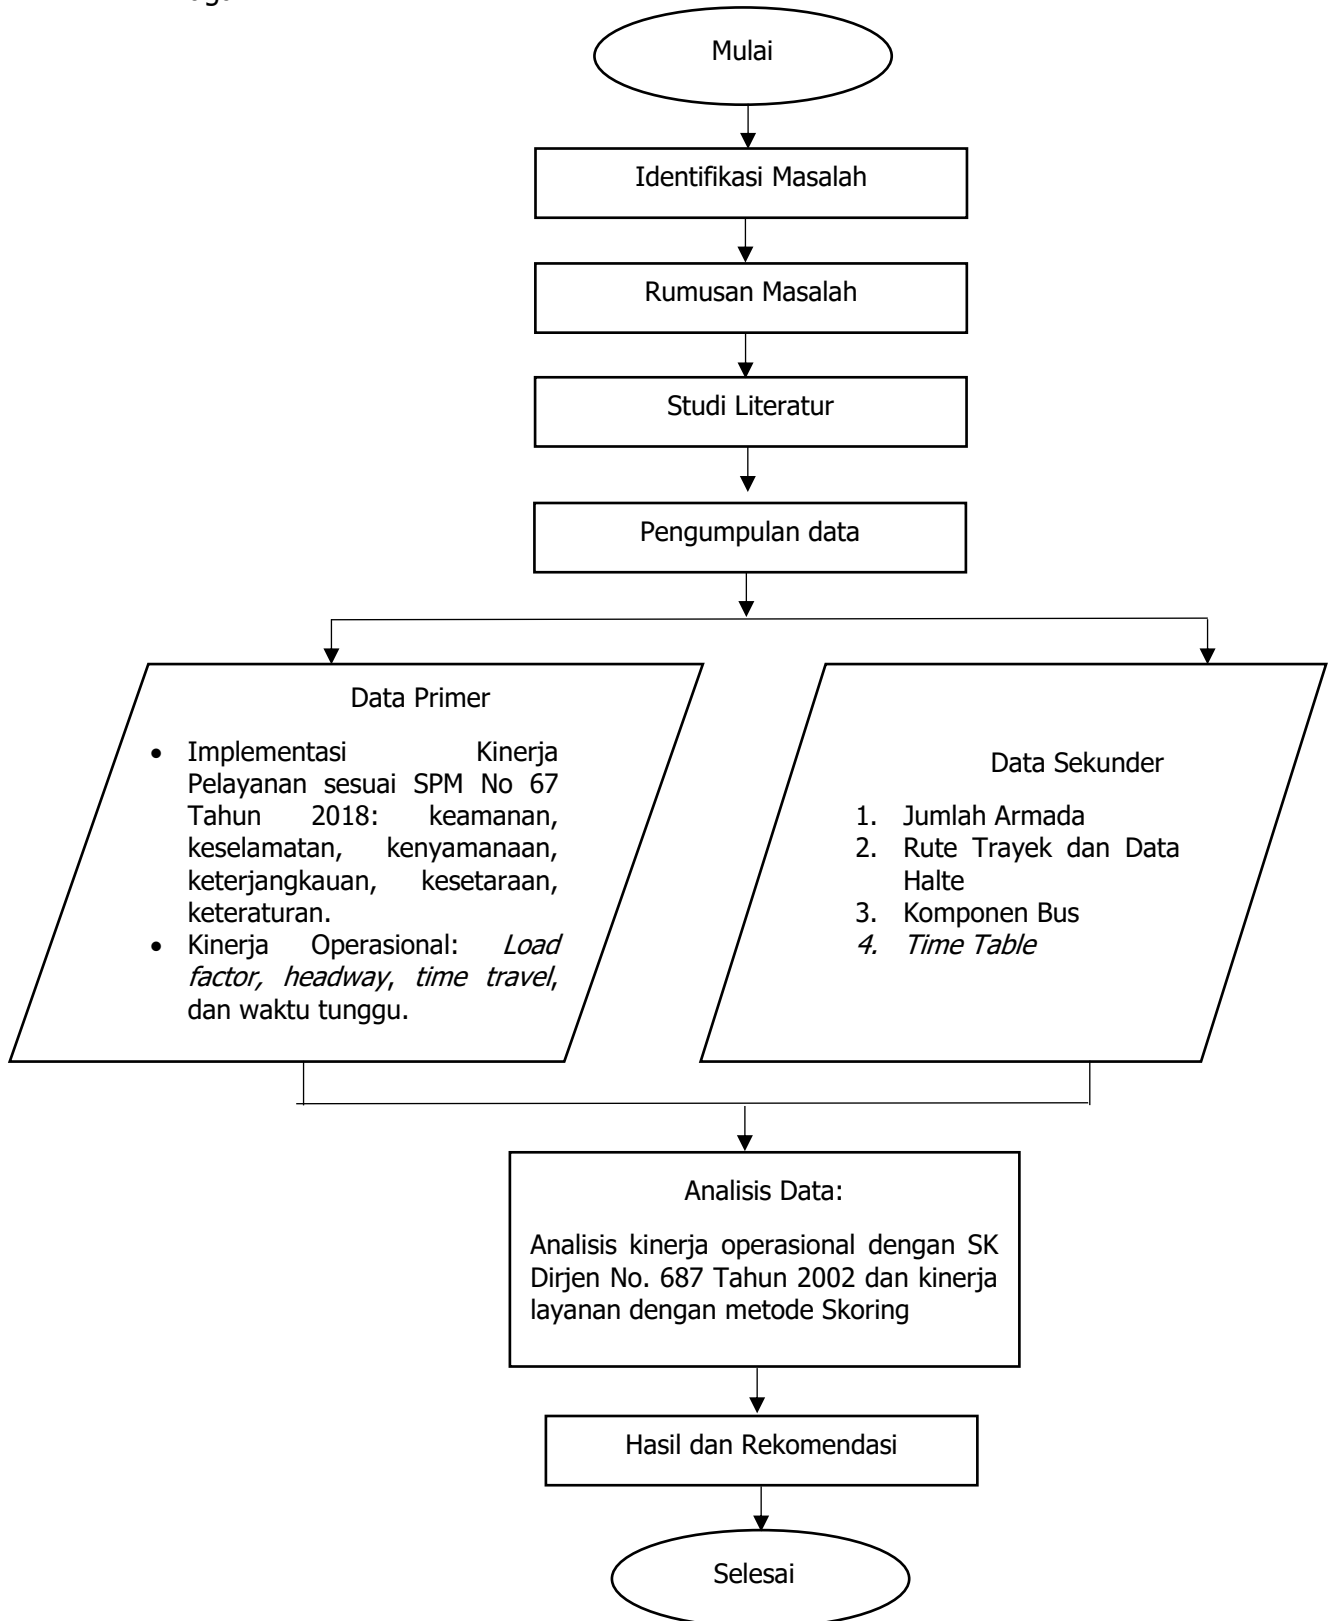 Mulai
Identifikasi Masalah
Rumusan Masalah
Studi Literatur
Pengumpulan data
Data Primer
• Implementasi Kinerja
Pelayanan sesuai SPM No 67
Tahun 2018: keamanan,
keselamatan, kenyamanaan,
keterjangkauan, kesetaraan,
keteraturan.
• Kinerja Operasional: Load
factor, headway, time travel,
dan waktu tunggu.
Data Sekunder
1. Jumlah Armada
2. Rute Trayek dan Data
Halte
3. Komponen Bus
4. Time Table
Analisis Data:
Analisis kinerja operasional dengan SK
Dirjen No. 687 Tahun 2002 dan kinerja
layanan dengan metode Skoring
Hasil dan Rekomendasi
Selesai